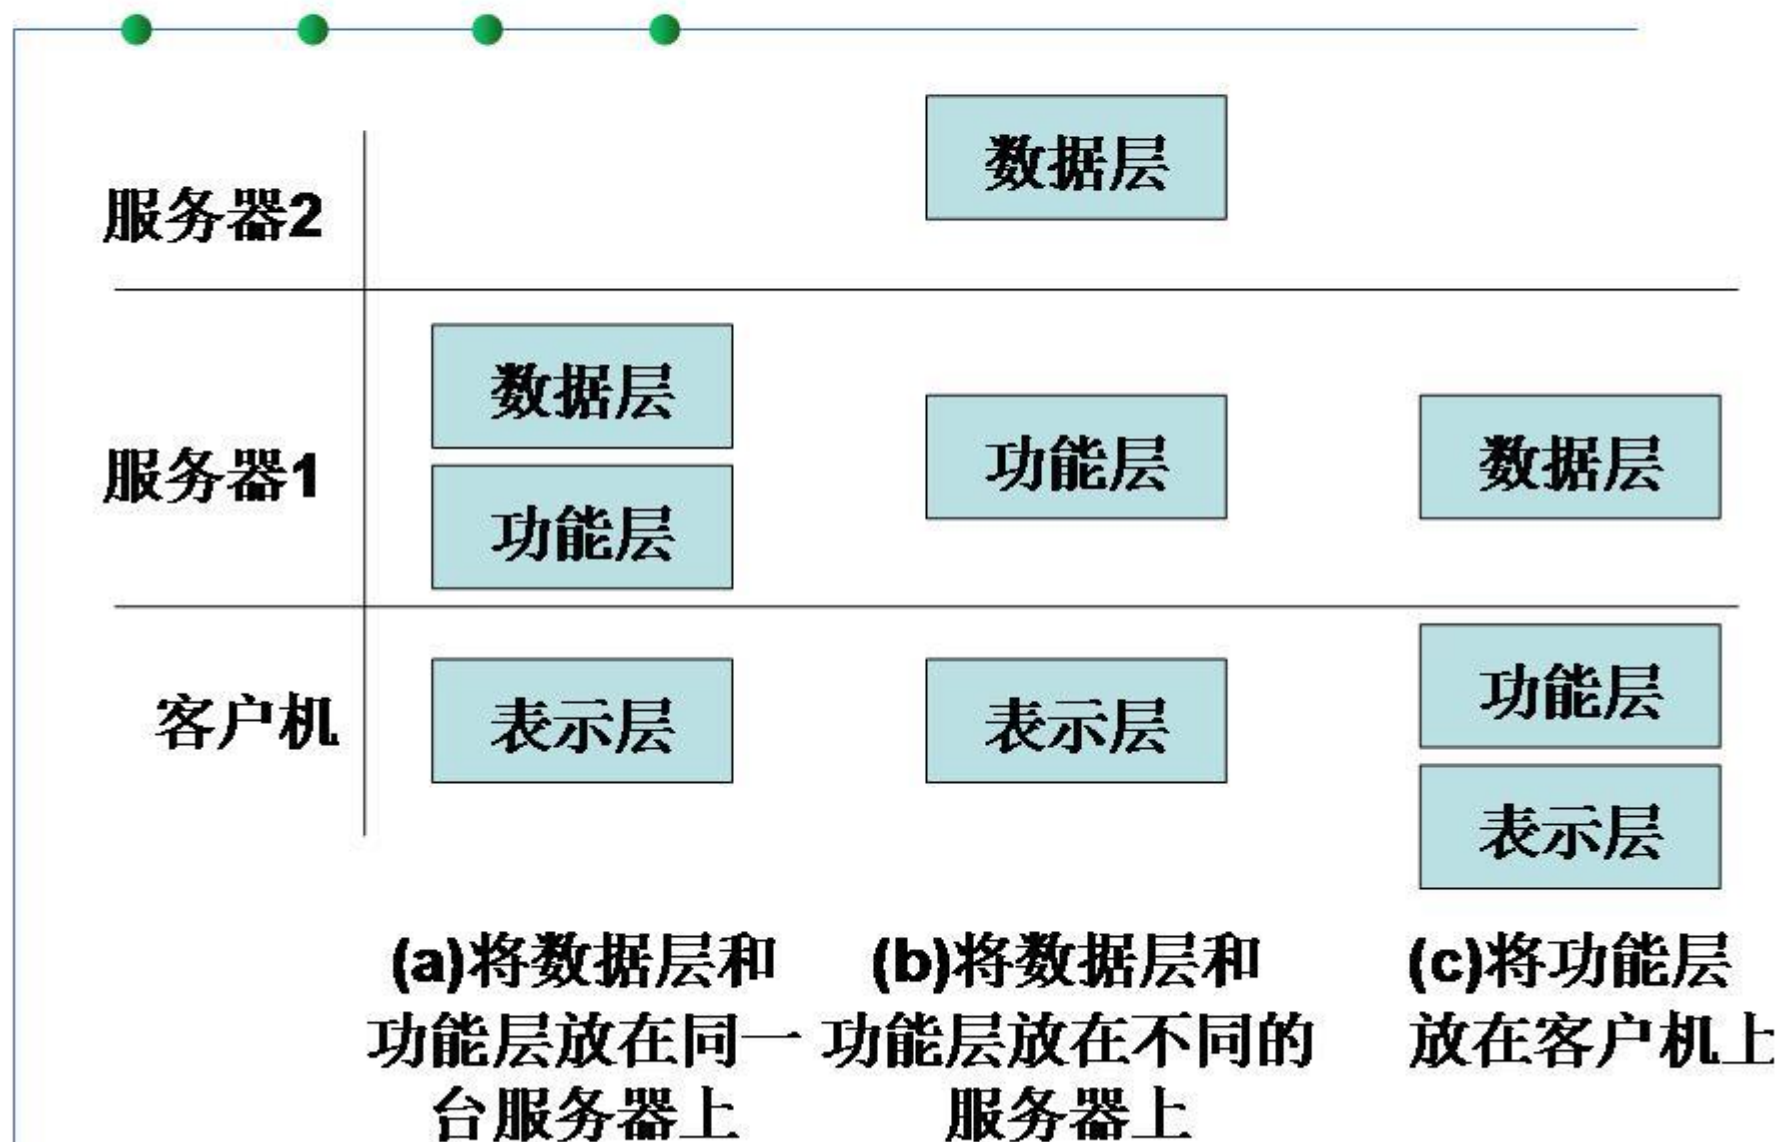 数据层
服务器2
数据层
服务器1
功能层
数据层
功能层
客户机
表示层
表示层
功能层
表示层
(a)将数据层和
功能层放在同一
台服务器上
(b)将数据层和
功能层放在不同的
服务器上
(c)将功能层
放在客户机上